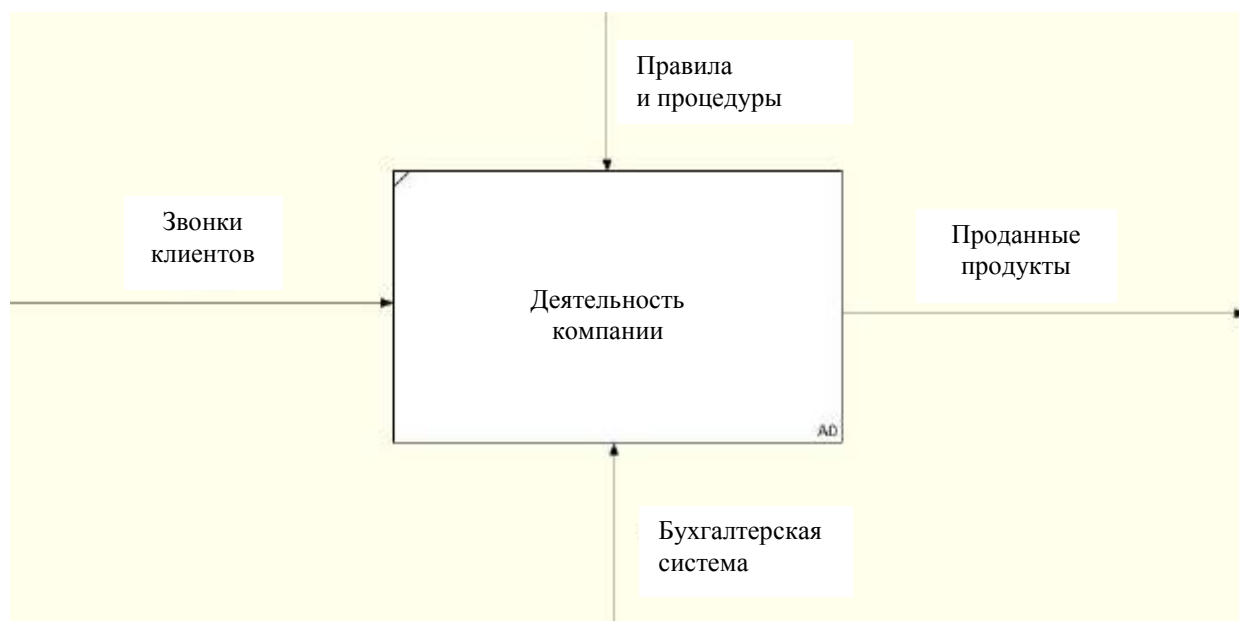 Правила
и процедуры
Звонки
клиентов
Проданные
продукты
Деятельность
компании
A0
Бухгалтерская
система